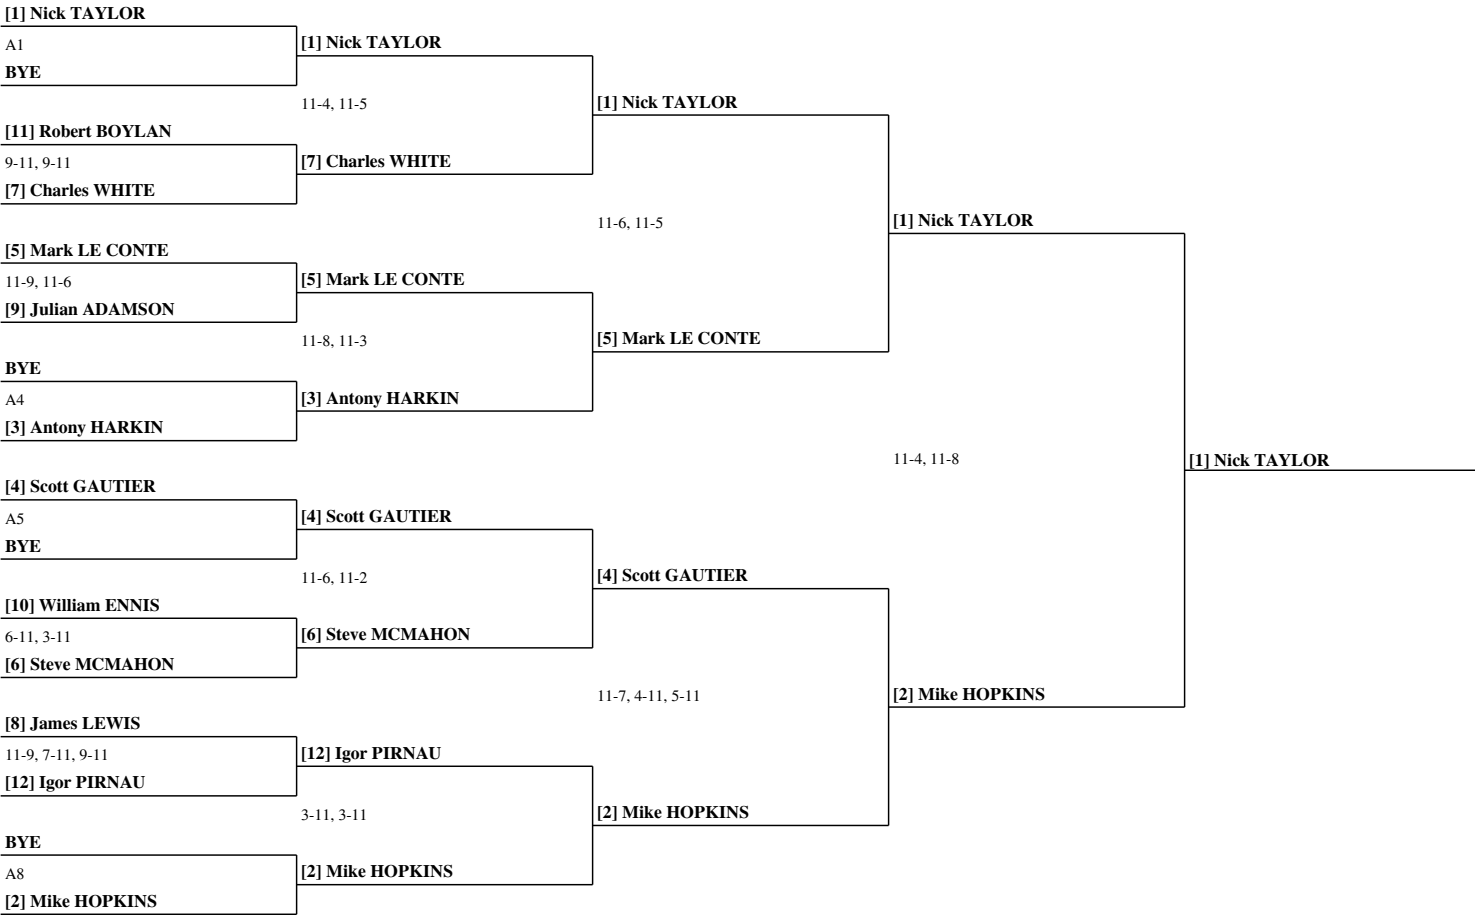 [1] Nick TAYLOR
A1
BYE
[11] Robert BOYLAN
9-11, 9-11
[7] Charles WHITE
[5] Mark LE CONTE
11-9, 11-6
[9] Julian ADAMSON
BYE
A4
[3] Antony HARKIN
[4] Scott GAUTIER
A5
BYE
[10] William ENNIS
6-11, 3-11
[6] Steve MCMAHON
[8] James LEWIS
11-9, 7-11, 9-11
[12] Igor PIRNAU
BYE
A8
[2] Mike HOPKINS
[1] Nick TAYLOR
11-4, 11-5
[7] Charles WHITE
[5] Mark LE CONTE
11-8, 11-3
[3] Antony HARKIN
[4] Scott GAUTIER
11-6, 11-2
[6] Steve MCMAHON
[12] Igor PIRNAU
3-11, 3-11
[2] Mike HOPKINS
[1] Nick TAYLOR
11-6, 11-5
[5] Mark LE CONTE
[4] Scott GAUTIER
11-7, 4-11, 5-11
[2] Mike HOPKINS
[1] Nick TAYLOR
11-4, 11-8
[2] Mike HOPKINS
[1] Nick TAYLOR